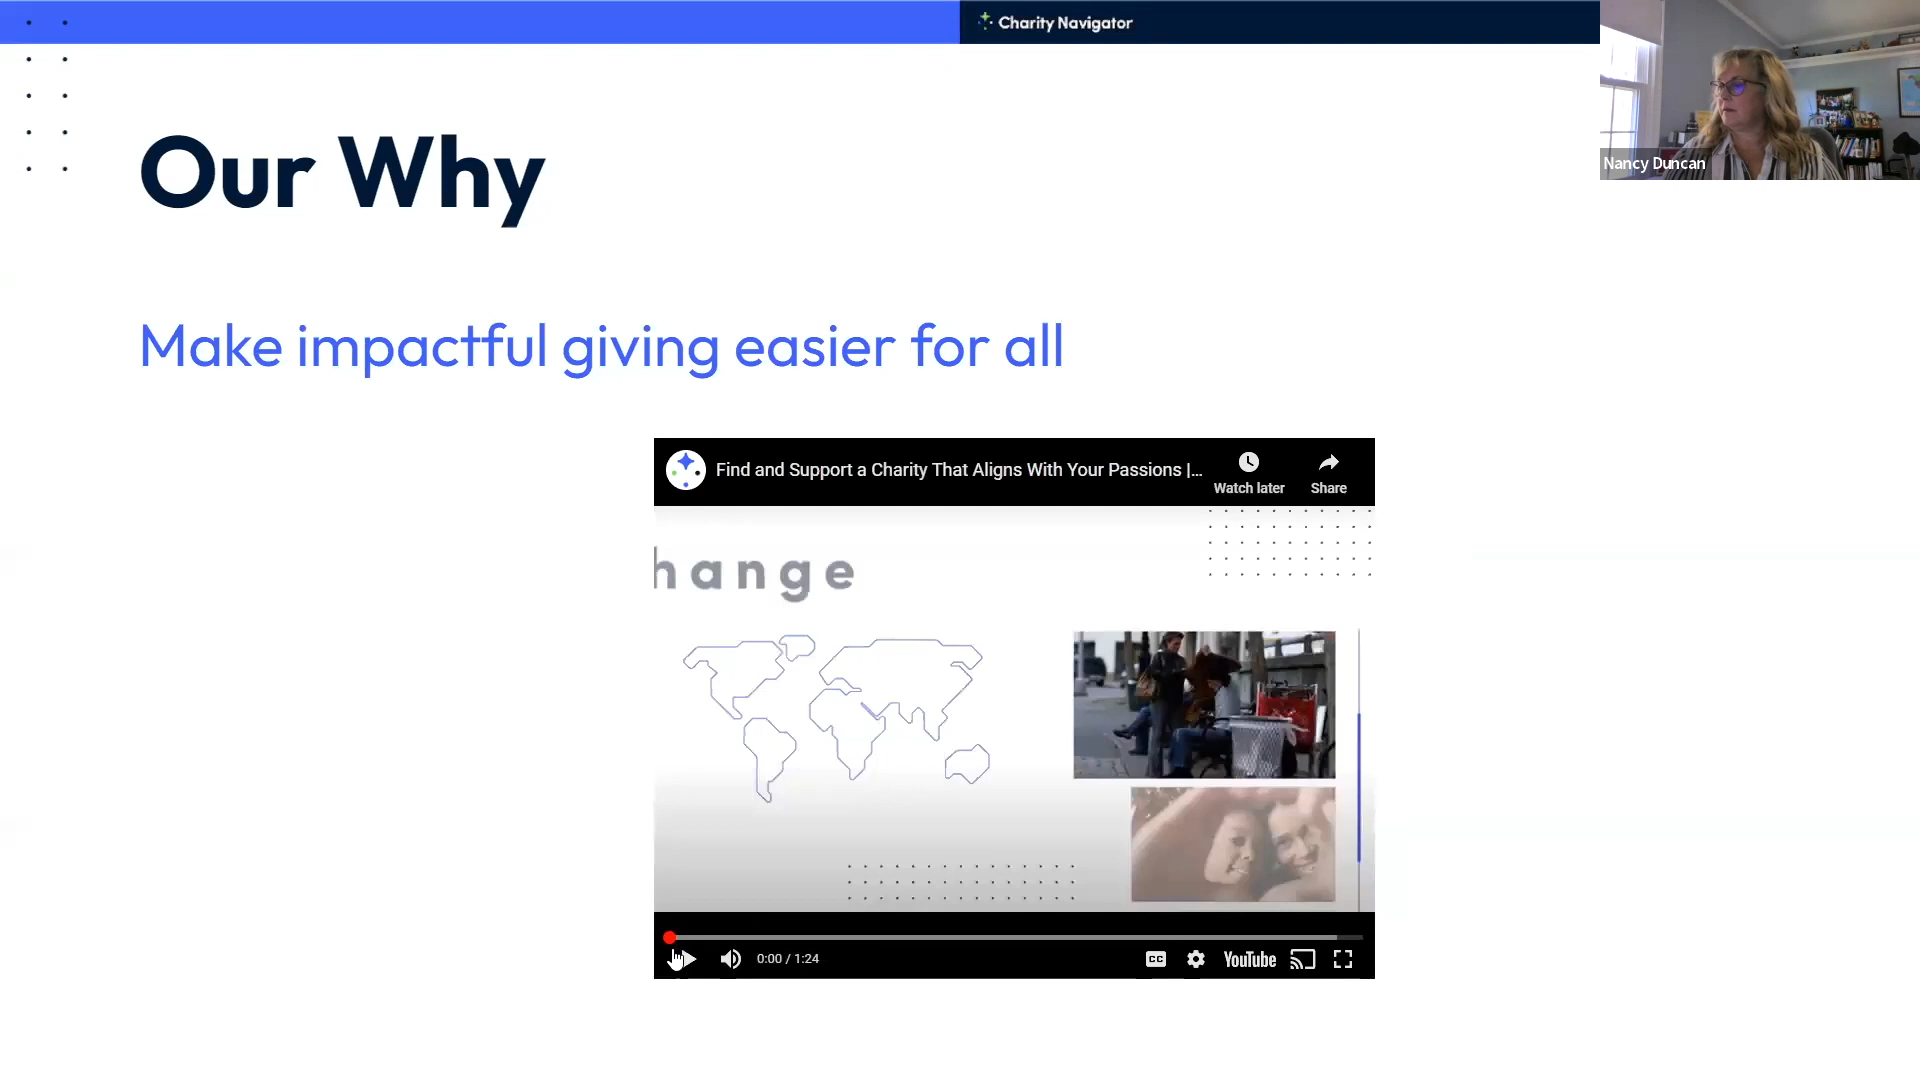 Charity Navigator
Nancy Duncan
Our Why
Make impactful giving easier for all
Find and Support a Charity That Aligns With Your Passions |...
Watch later
Share
hange
0:00 / 1:24
CC
YouTube